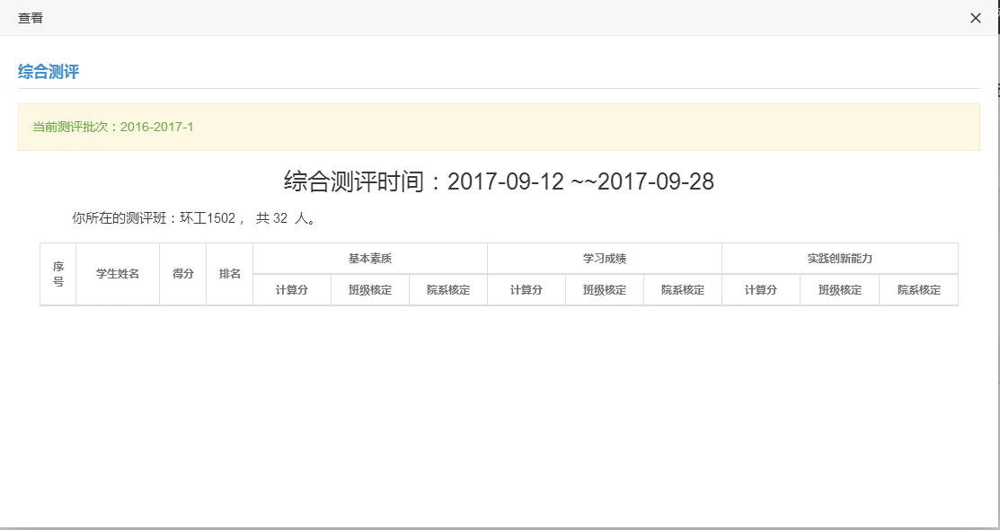 查看
综合测评
当前测评批次：2016-2017-1
综合测评时间：2017-09-12 ~~2017-09-28
你所在的测评班：环工1502 ， 共 32 人。
序号 学生姓名 得分 排名 基本素质 学习成绩 实践创新能力
计算分 班级核定 院系核定 计算分 班级核定 院系核定 计算分 班级核定 院系核定